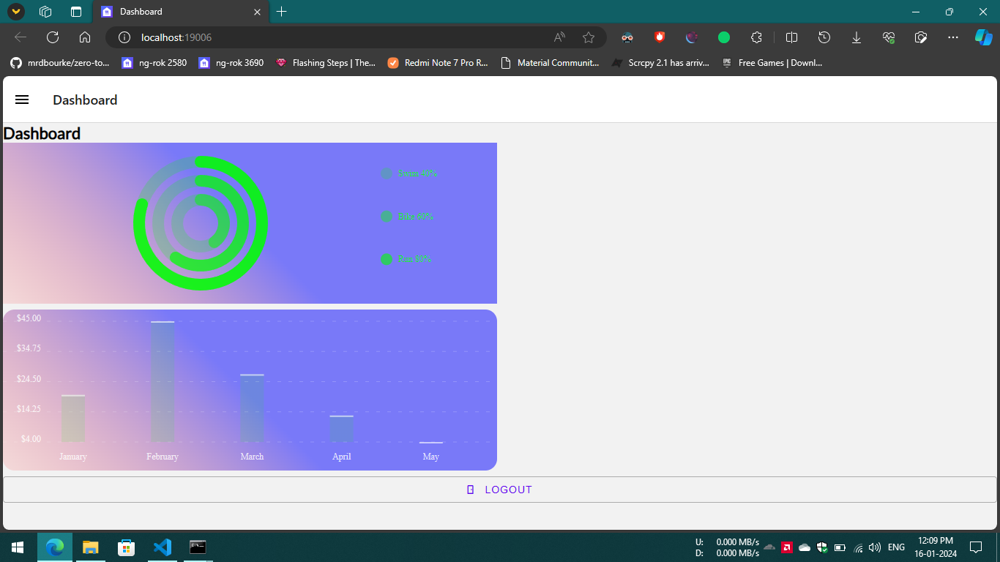 Dashboard
localhost:19006
mrdbourke/zero-to...
ng-rok 2580
ng-rok 3690
Flashing Steps | The...
Redmi Note 7 Pro R...
Material Communit...
Scrcpy 2.1 has arriv...
EPIC
Free Games | Downl...
Dashboard
Dashboard
Swim 40%
Bike 60%
Run 80%
$45.00
$34.75
$24.50
$14.25
$4.00
January February March April May
LOGOUT
U: 0.000 MB/s
D: 0.000 MB/s
ENG
12:09 PM
16-01-2024